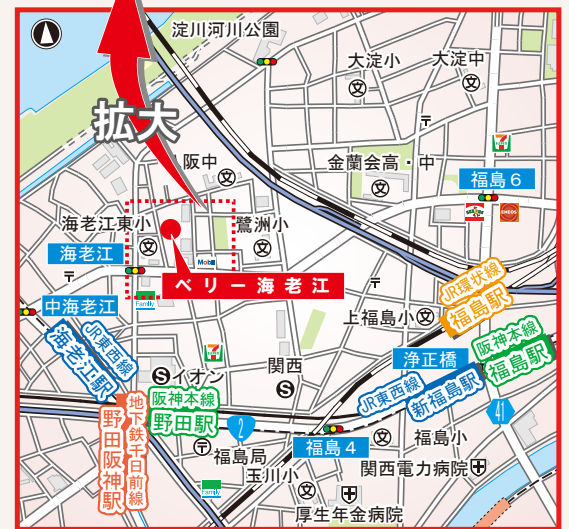 淀川河川公園
大淀小
大淀中
拡大
阪中
金蘭会高・中
福島6
海老江東小
鷺洲小
海老江
Mobil
ベリー海老江
Family
中海老江
上福島小
JR環状線
福島駅
JR東西線
海老江駅
イオン
関西
浄正橋
阪神本線
福島駅
阪神本線
野田駅
JR東西線
新福島駅
地下鉄千日前線
野田阪神駅
2
福島4
41
福島局
玉川小
福島小
関西電力病院
Family
厚生年金病院
ENEOS